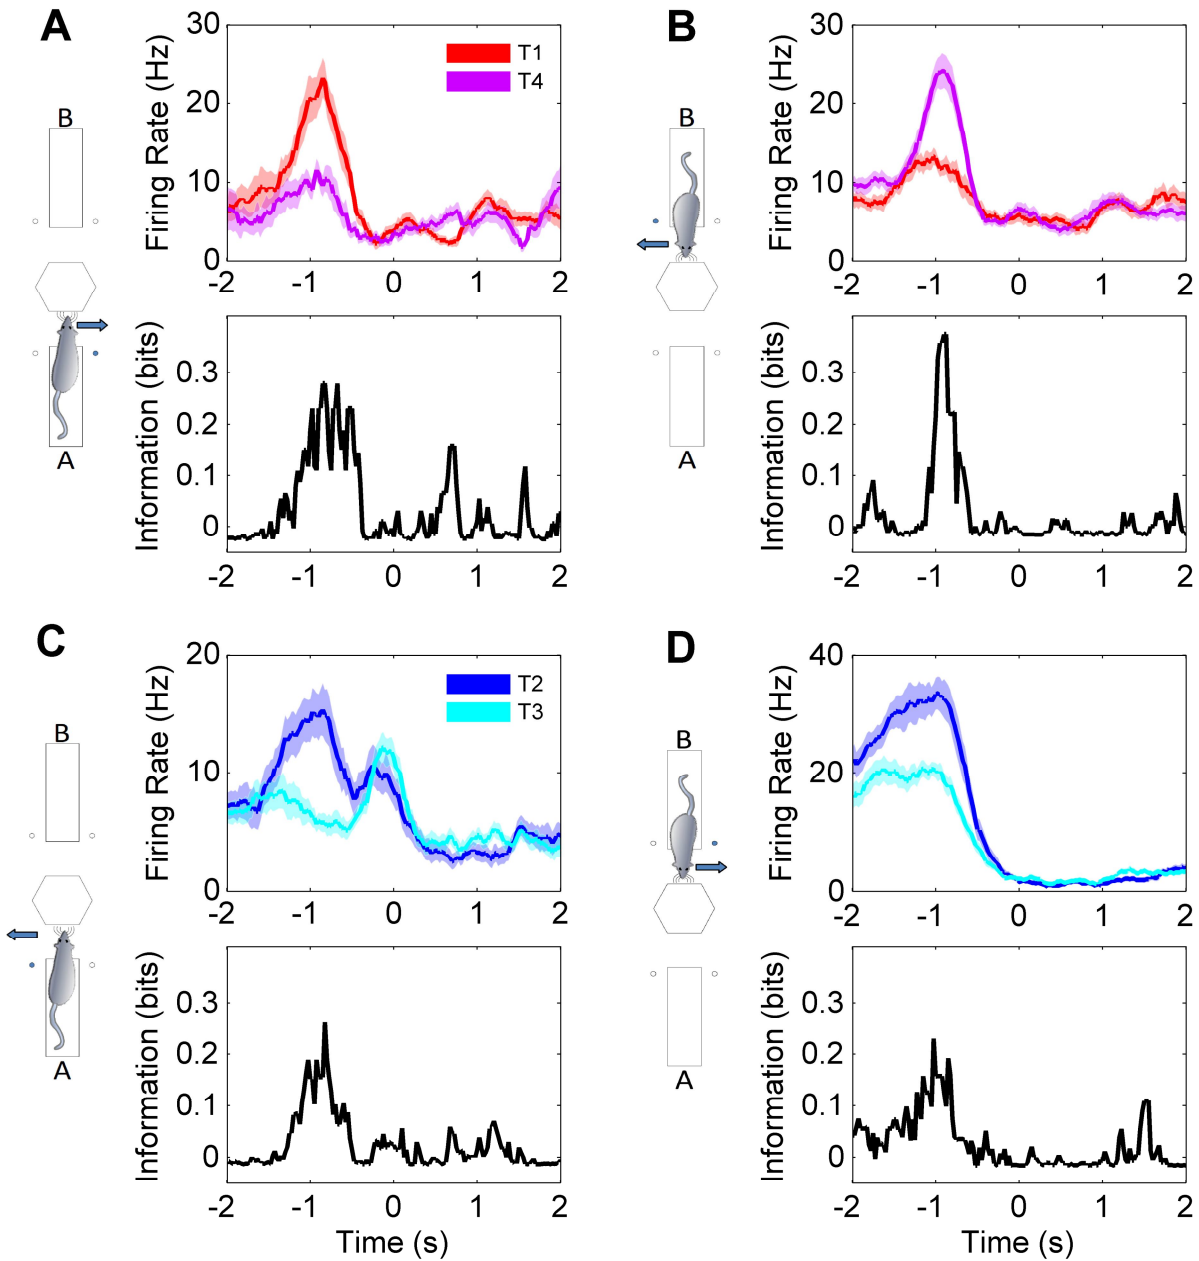 A
B
A
Firing Rate (Hz)
30
20
10
0
T1
T4
-2 -1 0 1 2
Information (bits)
0.3
0.2
0.1
0
-2 -1 0 1 2
B
B
A
Firing Rate (Hz)
30
20
10
0
-2 -1 0 1 2
Information (bits)
0.3
0.2
0.1
0
-2 -1 0 1 2
C
B
A
Firing Rate (Hz)
20
10
0
T2
T3
-2 -1 0 1 2
Information (bits)
0.3
0.2
0.1
0
-2 -1 0 1 2
Time (s)
D
B
A
Firing Rate (Hz)
40
20
0
-2 -1 0 1 2
Information (bits)
0.3
0.2
0.1
0
-2 -1 0 1 2
Time (s)